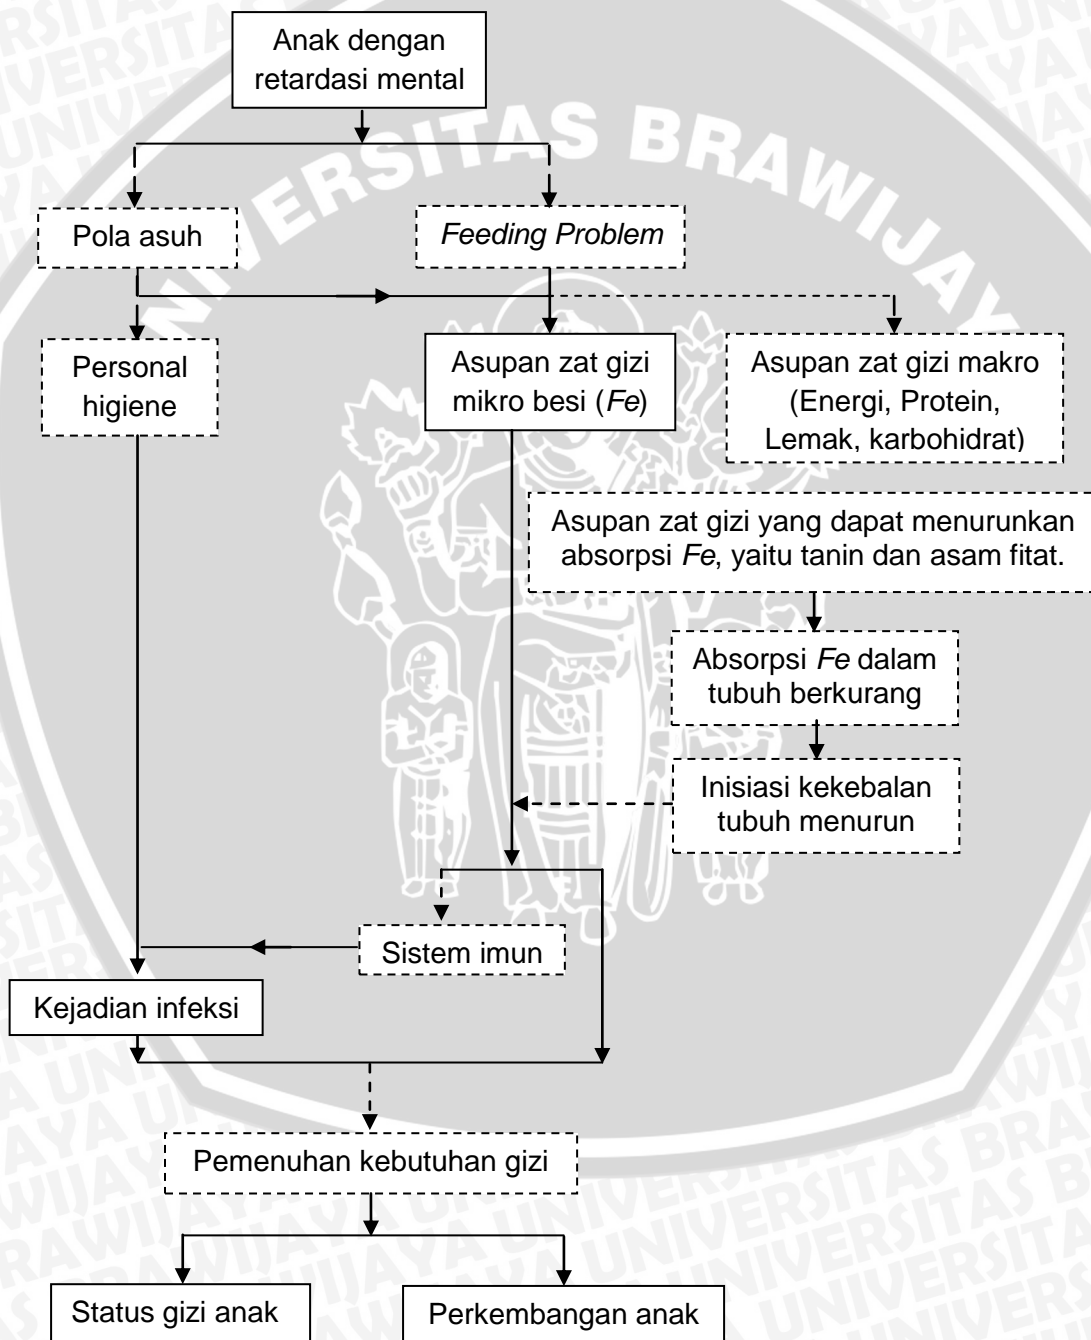 Anak dengan
retardasi mental
UNIVERSITAS BRAWIJAYA
Pola asuh
Feeding Problem
Personal
higiene
Asupan zat gizi
mikro besi (Fe)
Asupan zat gizi makro
(Energi, Protein,
Lemak, karbohidrat)
Asupan zat gizi yang dapat menurunkan
absorpsi Fe, yaitu tanin dan asam fitat.
Absorpsi Fe dalam
tubuh berkurang
Inisiasi kekebalan
tubuh menurun
Sistem imun
Kejadian infeksi
Pemenuhan kebutuhan gizi
Status gizi anak
Perkembangan anak